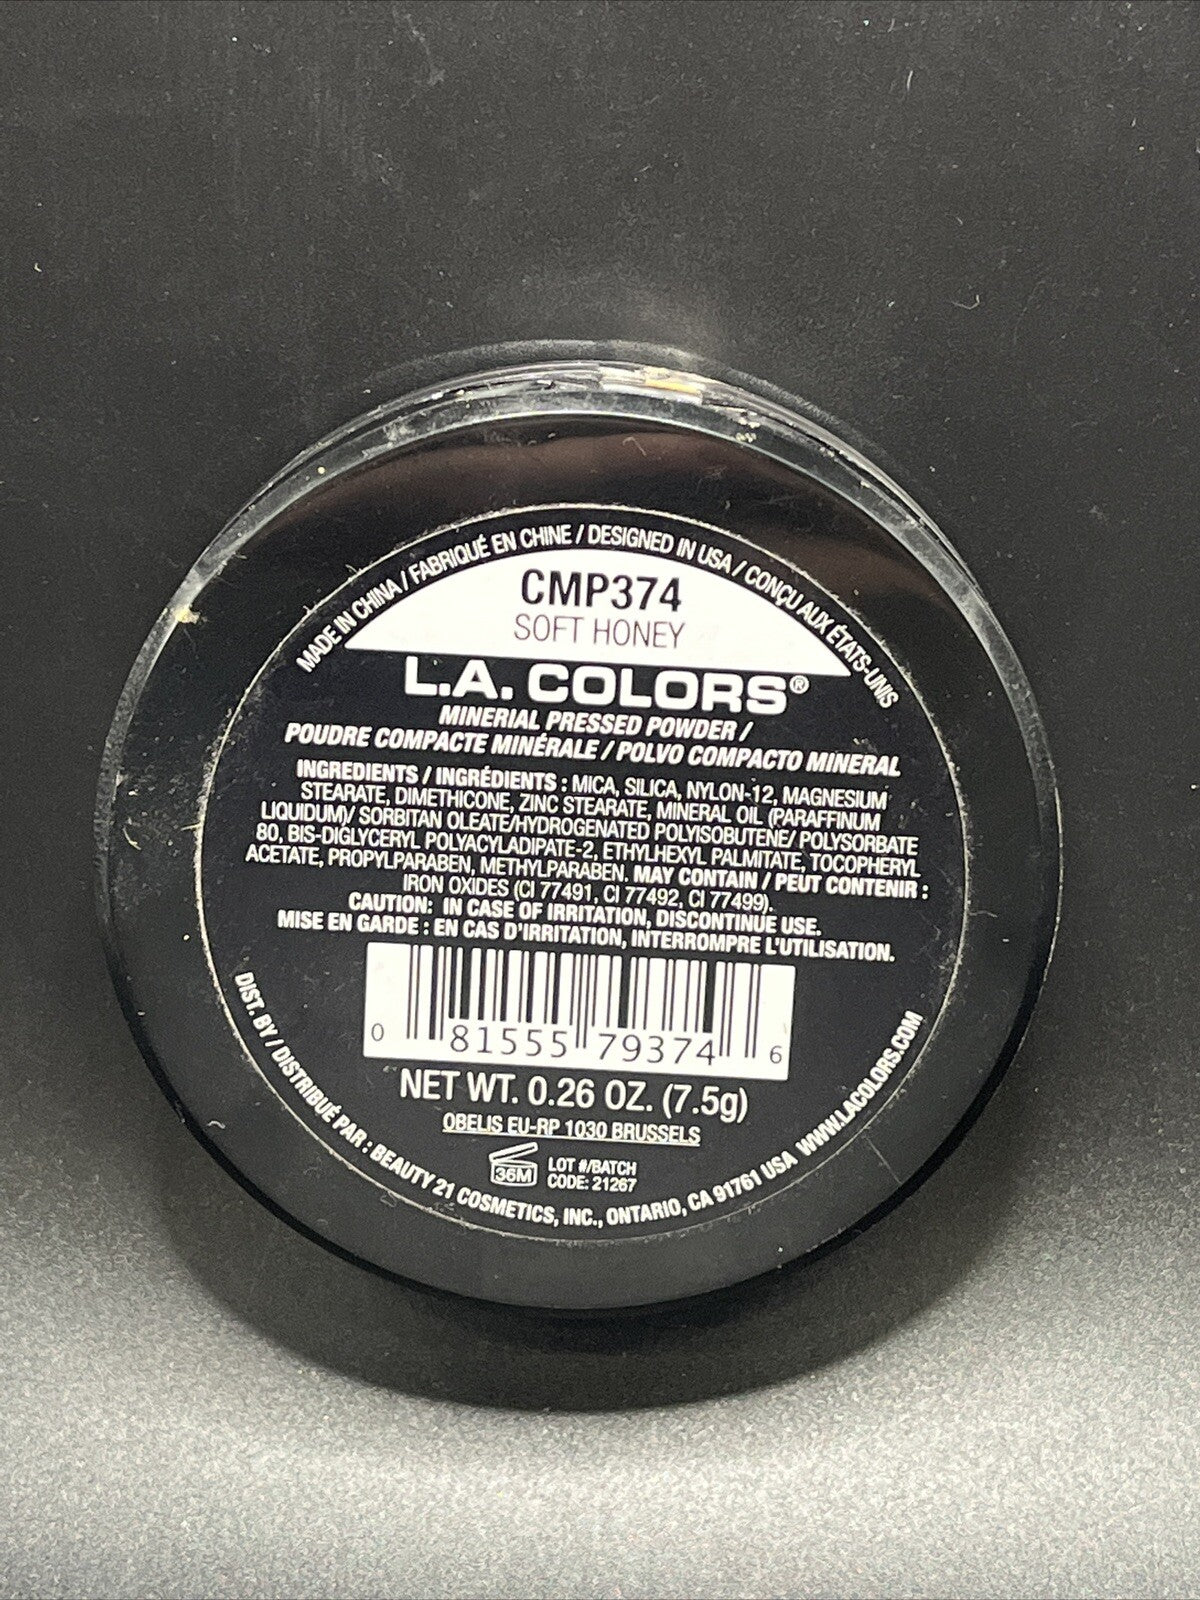 MADE IN CHINA / FABRIQUÉ EN CHINE / DESIGNED IN USA / CONÇU AUX ÉTATS-UNIS
CMP374
SOFT HONEY
L.A. COLORS®
MINERIAL PRESSED POWDER /
POUDRE COMPACTE MINÉRALE / POLVO COMPACTO MINERAL
INGREDIENTS / INGRÉDIENTS : MICA, SILICA, NYLON-12, MAGNESIUM
STEARATE, DIMETHICONE, ZINC STEARATE, MINERAL OIL (PARAFFINUM
LIQUIDUM)/ SORBITAN OLEATE/HYDROGENATED POLYISOBUTENE/ POLYSORBATE
80, BIS-DIGLYCERYL POLYACYLADIPATE-2, ETHYLHEXYL PALMITATE, TOCOPHERYL
ACETATE, PROPYLPARABEN, METHYLPARABEN. MAY CONTAIN / PEUT CONTENIR :
IRON OXIDES (CI 77491, CI 77492, CI 77499).
CAUTION: IN CASE OF IRRITATION, DISCONTINUE USE.
MISE EN GARDE : EN CAS D'IRRITATION, INTERROMPRE L'UTILISATION.
0 81555 79374 6
NET WT. 0.26 OZ. (7.5g)
OBELIS EU-RP 1030 BRUSSELS
36M
LOT #/BATCH
CODE: 21267
DIST. BY / DISTRIBUÉ PAR : BEAUTY 21 COSMETICS, INC., ONTARIO, CA 91761 USA WWW.LACOLORS.COM